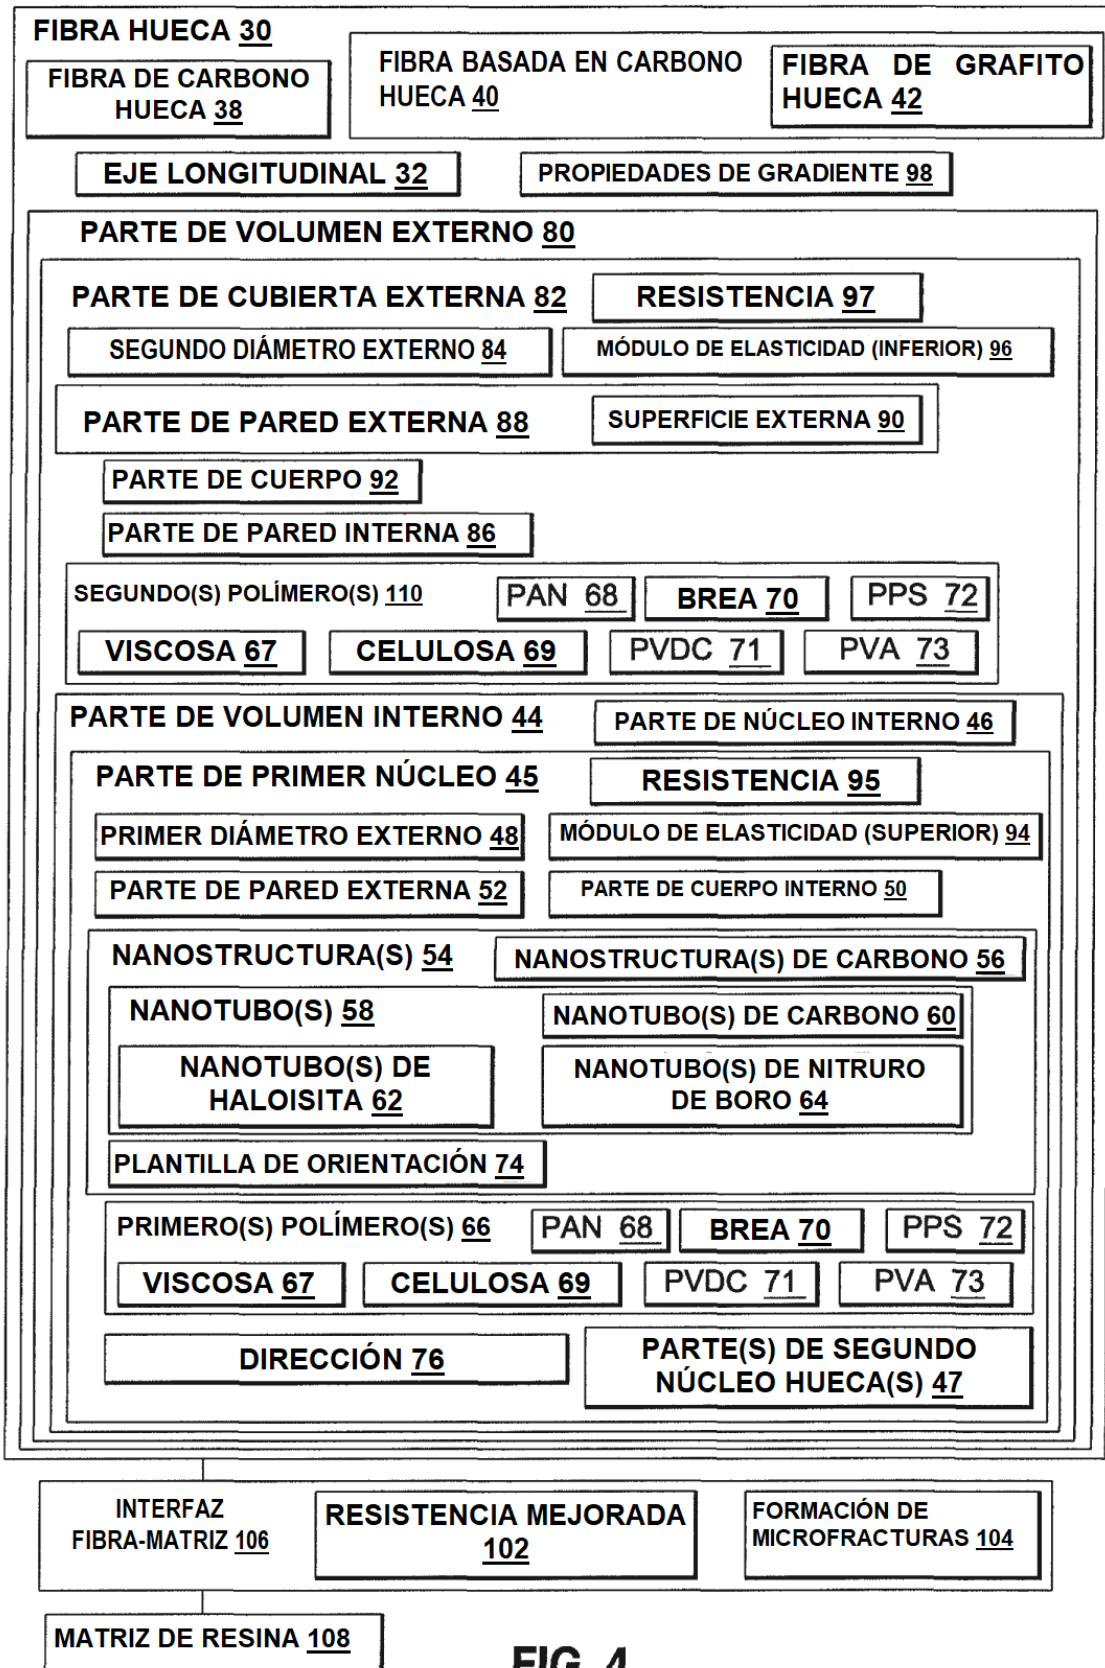 FIBRA HUECA 30
FIBRA DE CARBONO
HUECA 38
FIBRA BASADA EN CARBONO
HUECA 40
FIBRA DE GRAFITO
HUECA 42
EJE LONGITUDINAL 32
PROPIEDADES DE GRADIENTE 98
PARTE DE VOLUMEN EXTERNO 80
PARTE DE CUBIERTA EXTERNA 82
RESISTENCIA 97
SEGUNDO DIÁMETRO EXTERNO 84
MÓDULO DE ELASTICIDAD (INFERIOR) 96
PARTE DE PARED EXTERNA 88
SUPERFICIE EXTERNA 90
PARTE DE CUERPO 92
PARTE DE PARED INTERNA 86
SEGUNDO(S) POLÍMERO(S) 110
PAN 68
BREA 70
PPS 72
VISCOSA 67
CELULOSA 69
PVDC 71
PVA 73
PARTE DE VOLUMEN INTERNO 44
PARTE DE NÚCLEO INTERNO 46
PARTE DE PRIMER NÚCLEO 45
RESISTENCIA 95
PRIMER DIÁMETRO EXTERNO 48
MÓDULO DE ELASTICIDAD (SUPERIOR) 94
PARTE DE PARED EXTERNA 52
PARTE DE CUERPO INTERNO 50
NANOSTRUCTURA(S) 54
NANOSTRUCTURA(S) DE CARBONO 56
NANOTUBO(S) 58
NANOTUBO(S) DE CARBONO 60
NANOTUBO(S) DE
HALOISITA 62
NANOTUBO(S) DE NITRURO
DE BORO 64
PLANTILLA DE ORIENTACIÓN 74
PRIMERO(S) POLÍMERO(S) 66
PAN 68
BREA 70
PPS 72
VISCOSA 67
CELULOSA 69
PVDC 71
PVA 73
DIRECCIÓN 76
PARTE(S) DE SEGUNDO
NÚCLEO HUECA(S) 47
INTERFAZ
FIBRA-MATRIZ 106
RESISTENCIA MEJORADA
102
FORMACIÓN DE
MICROFRACTURAS 104
MATRIZ DE RESINA 108
FIG. 4